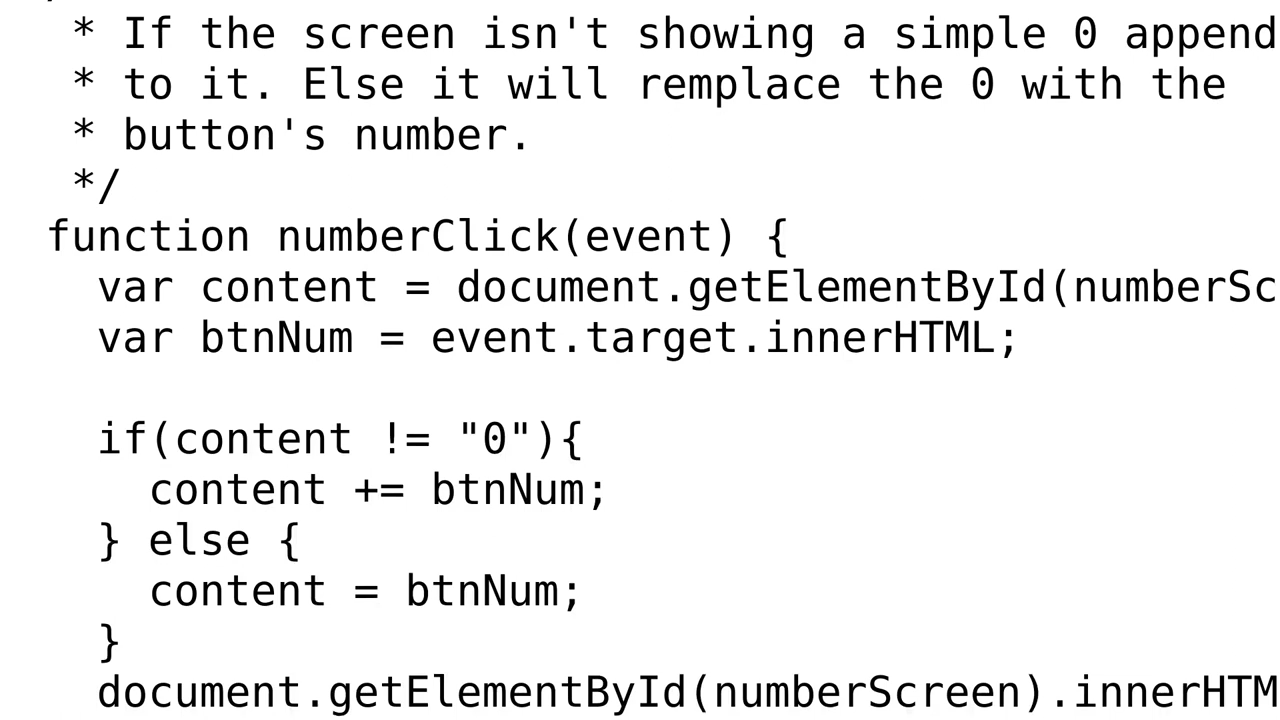 * If the screen isn't showing a simple 0 append
* to it. Else it will remplace the 0 with the
* button's number.
*/
function numberClick(event) {
var content = document.getElementById(numberSc
var btnNum = event.target.innerHTML;
if(content != "0"){
content += btnNum;
} else {
content = btnNum;
}
document.getElementById(numberScreen).innerHTM